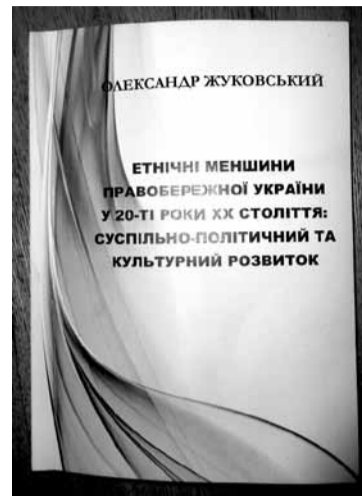 ОЛЕКСАНДР ЖУКОВСЬКИЙ
ЕТНІЧНІ МЕНШИНИ
ПРАВОБЕРЕЖНОЇ УКРАЇНИ
У 20-ТІ РОКИ ХХ СТОЛІТТЯ:
СУСПІЛЬНО-ПОЛІТИЧНИЙ ТА
КУЛЬТУРНИЙ РОЗВИТОК